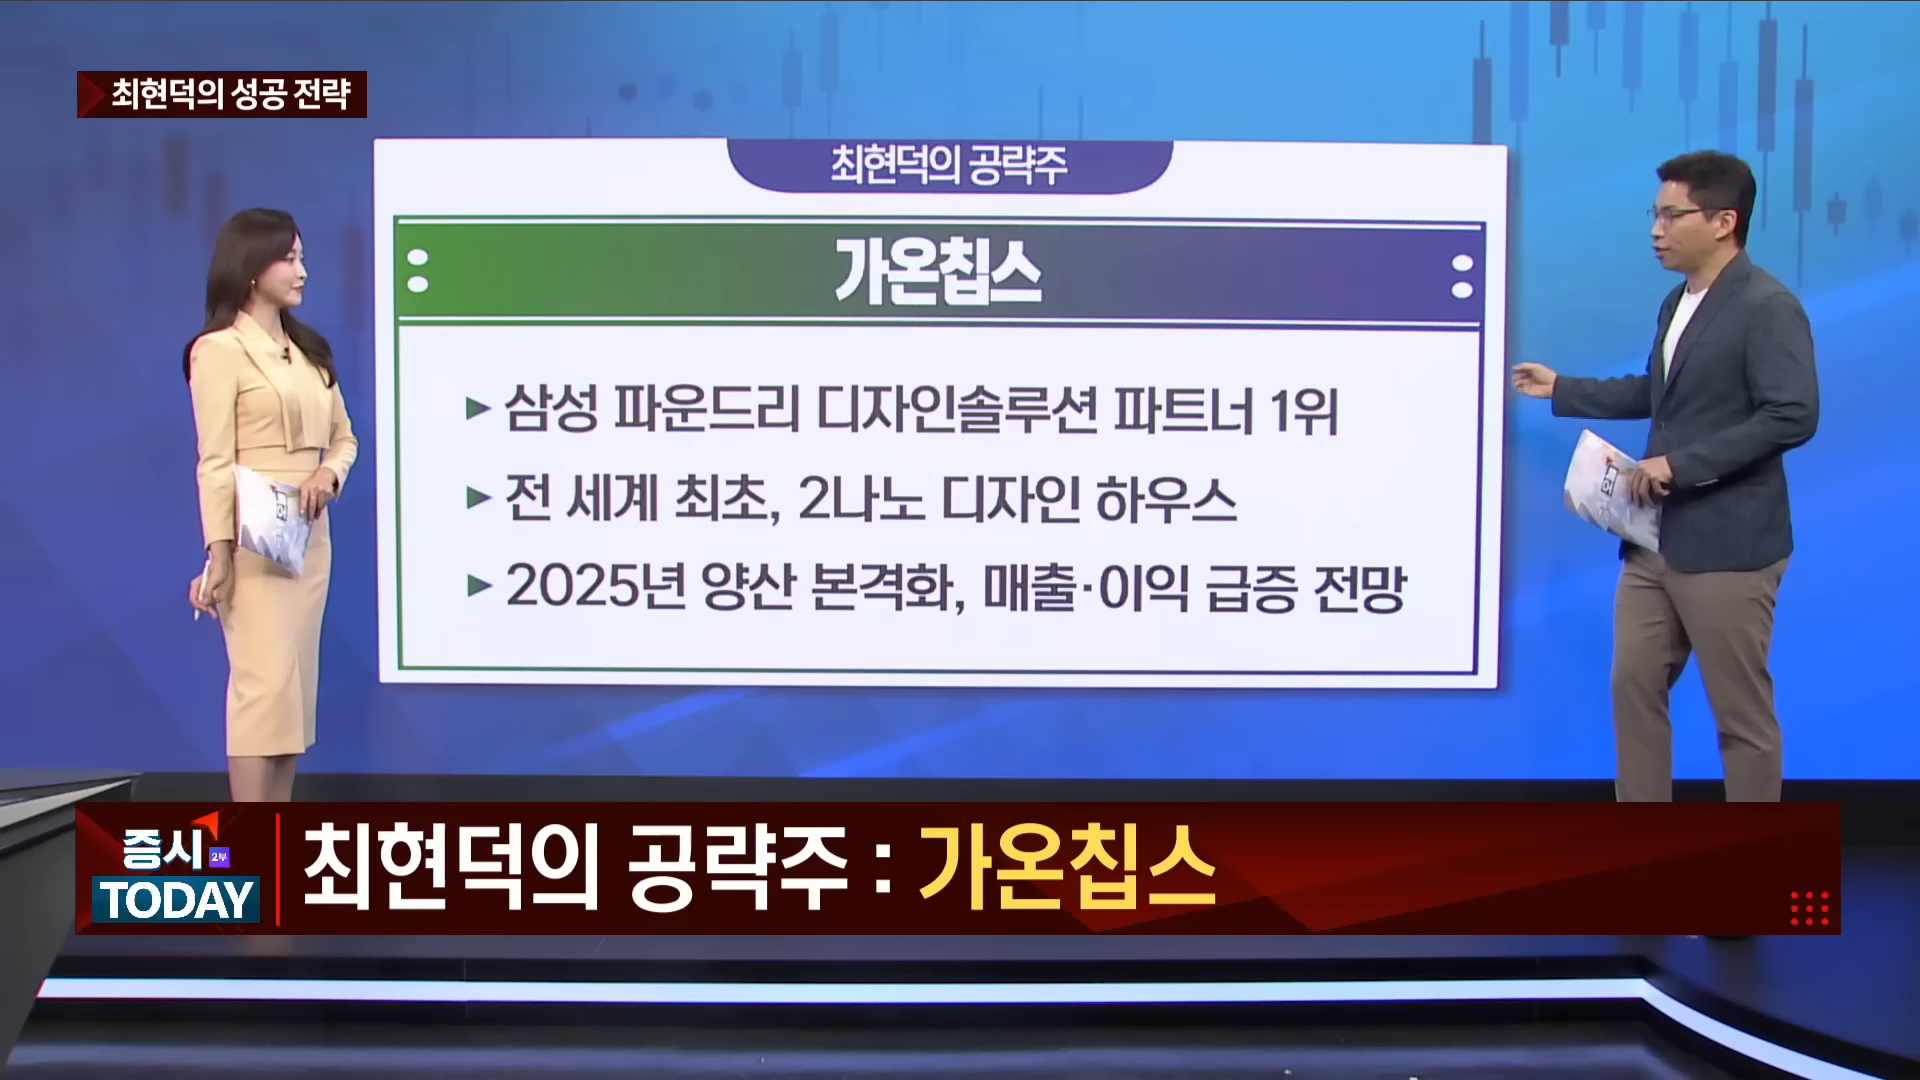 최현덕의 성공 전략
최현덕의 공략주
가온칩스
▶ 삼성 파운드리 디자인솔루션 파트너 1위
▶ 전 세계 최초, 2나노 디자인 하우스
▶ 2025년 양산 본격화, 매출·이익 급증 전망
증시 2부
TODAY
최현덕의 공략주 : 가온칩스